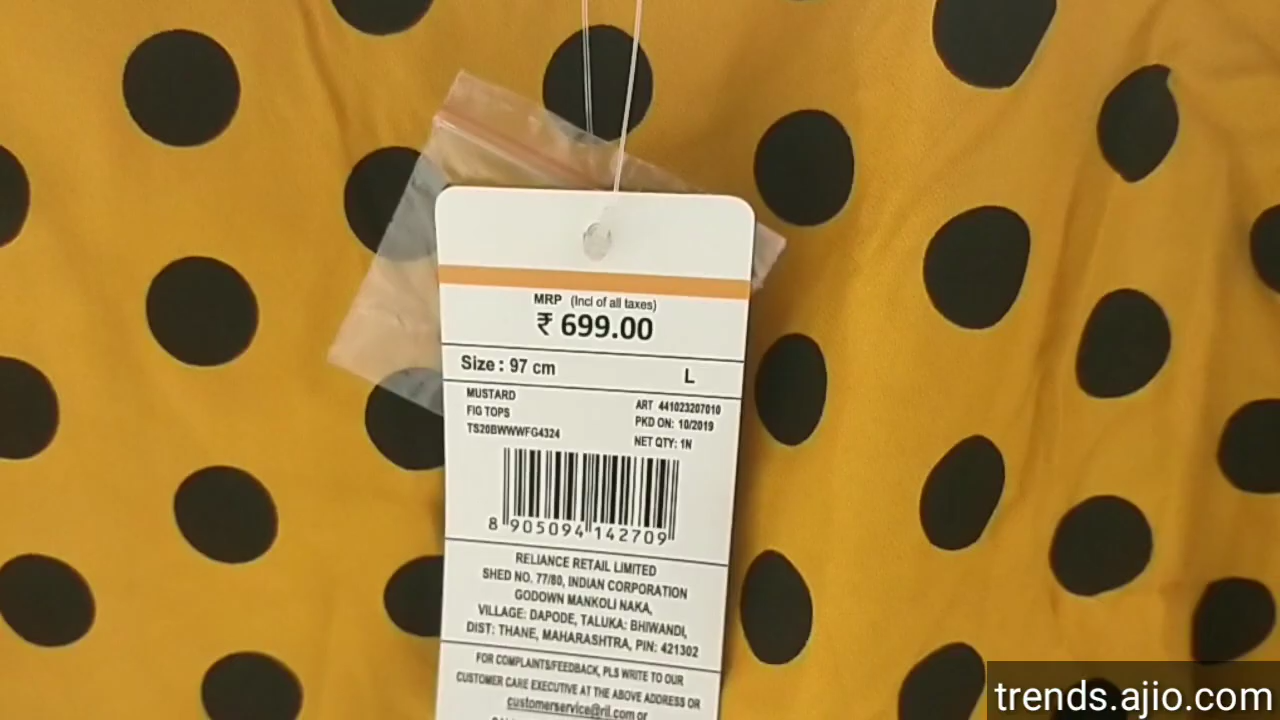 MRP (Incl of all taxes)
₹ 699.00
Size : 97 cm L
MUSTARD
FIG TOPS
TS20BWWWFG4324
ART 441023207010
PKD ON: 10/2019
NET QTY: 1N
8 905094 142709
RELIANCE RETAIL LIMITED
SHED NO. 77/80, INDIAN CORPORATION
GODOWN MANKOLI NAKA,
VILLAGE: DAPODE, TALUKA: BHIWANDI,
DIST: THANE, MAHARASHTRA, PIN: 421302
FOR COMPLAINTS/FEEDBACK, PLS WRITE TO OUR
CUSTOMER CARE EXECUTIVE AT THE ABOVE ADDRESS OR
customerservice@ril.com or
trends.ajio.com